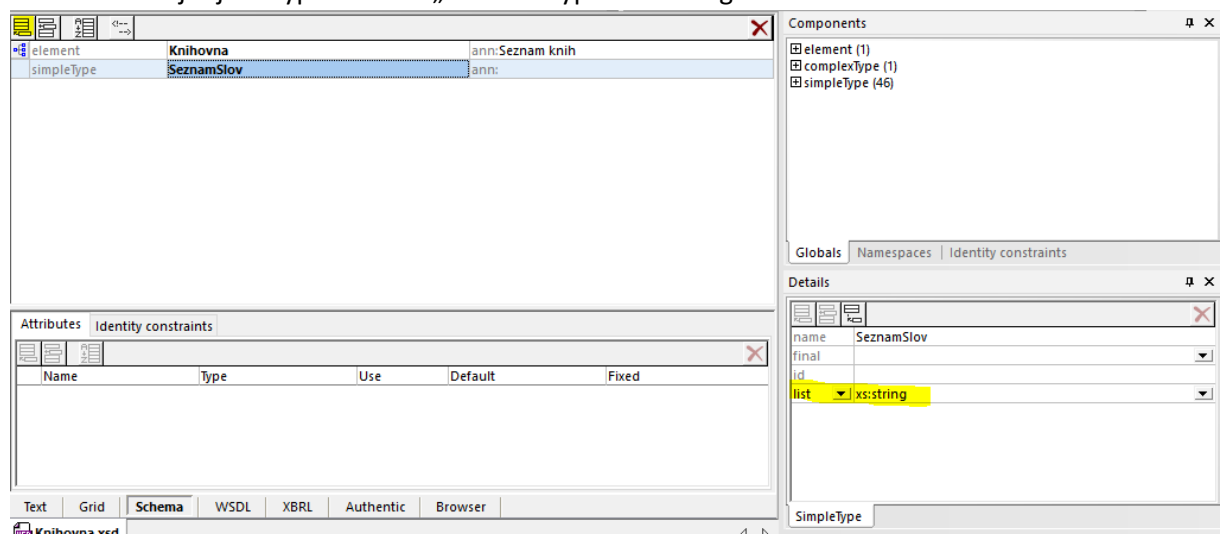 element Knihovna ann:Seznam knih
simpleType SeznamSlov ann:
Components
element (1)
complexType (1)
simpleType (46)
Globals Namespaces Identity constraints
Details
name SeznamSlov
final
id
list xs:string
SimpleType
Attributes Identity constraints
Name Type Use Default Fixed
Text Grid Schema WSDL XBRL Authentic Browser
Knihovna.xsd